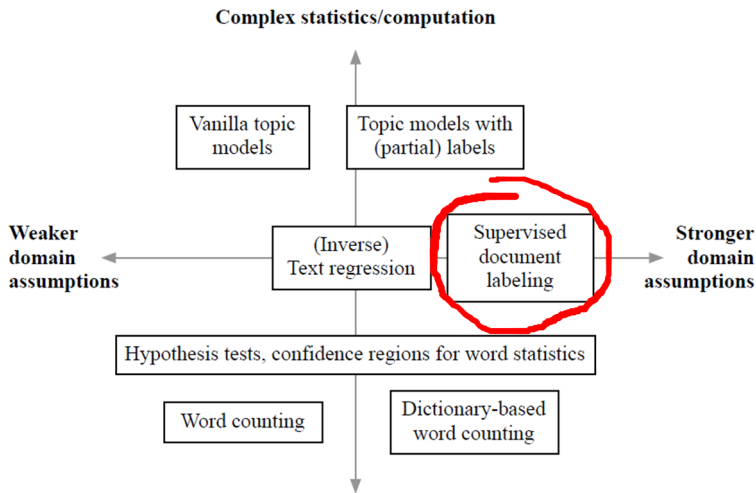 Complex statistics/computation
Vanilla topic
models
Topic models with
(partial) labels
Weaker
domain
assumptions
(Inverse)
Text regression
Supervised
document
labeling
Stronger
domain
assumptions
Hypothesis tests, confidence regions for word statistics
Word counting
Dictionary-based
word counting